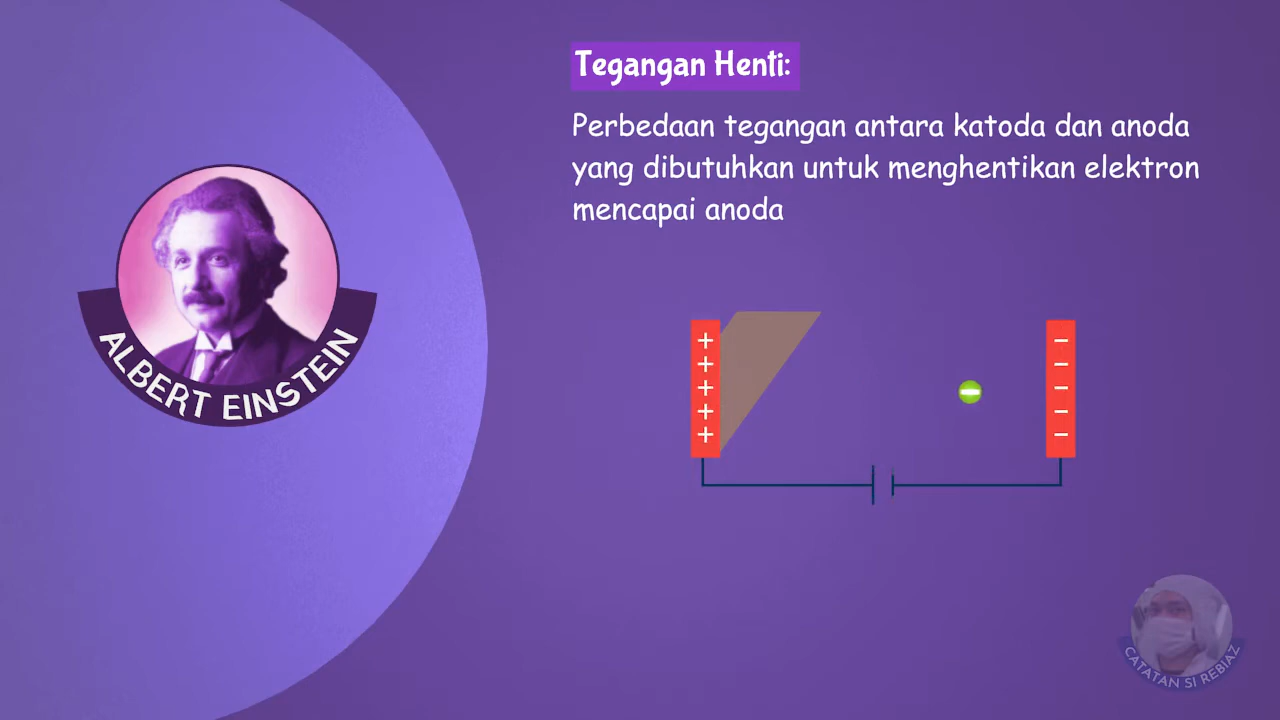 Tegangan Henti:
Perbedaan tegangan antara katoda dan anoda
yang dibutuhkan untuk menghentikan elektron
mencapai anoda
ALBERT EINSTEIN
+ −
+ −
+ −
+ −
+ −
CATATAN SI REBIAZ